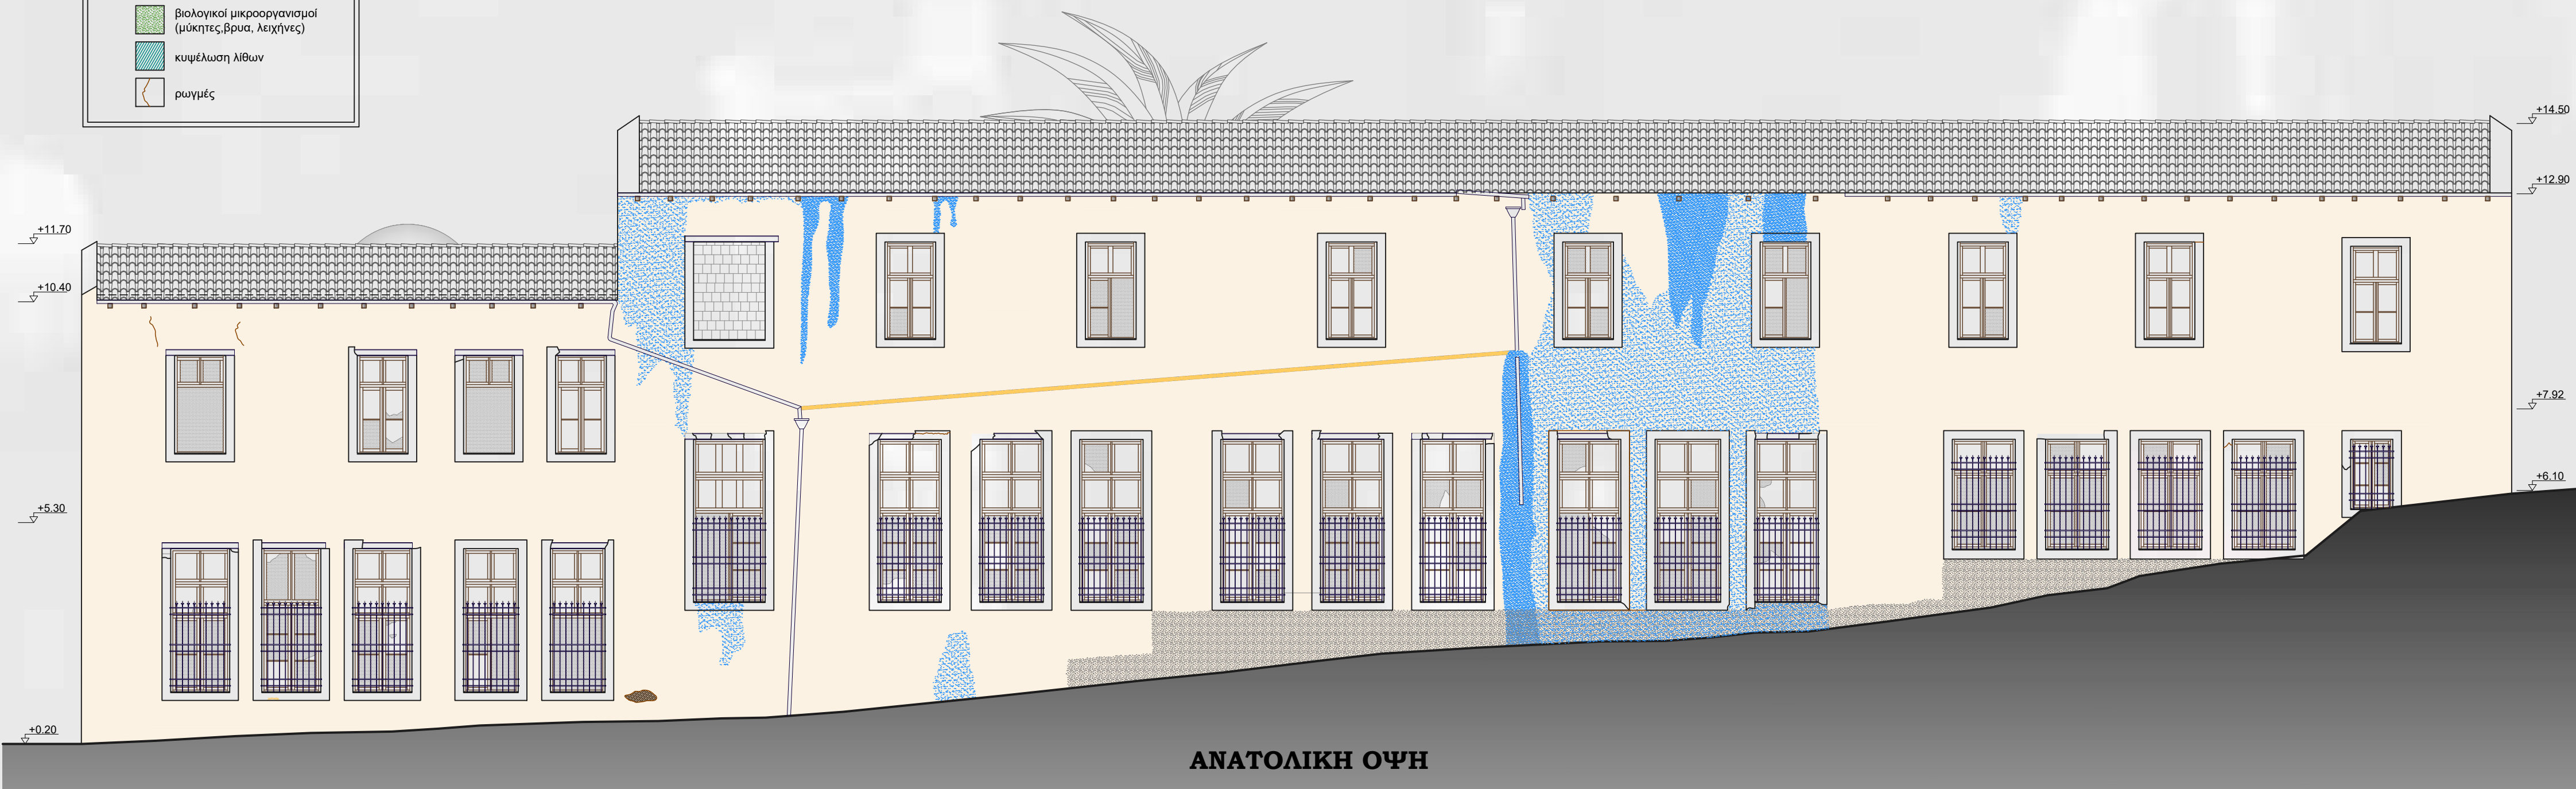 βιολογικοί μικροοργανισμοί
(μύκητες,βρυα, λειχήνες)
κυψέλωση λίθων
ρωγμές
+14.50
+12.90
+11.70
+10.40
+7.92
+6.10
+5.30
+0.20
ΑΝΑΤΟΛΙΚΗ ΟΨΗ